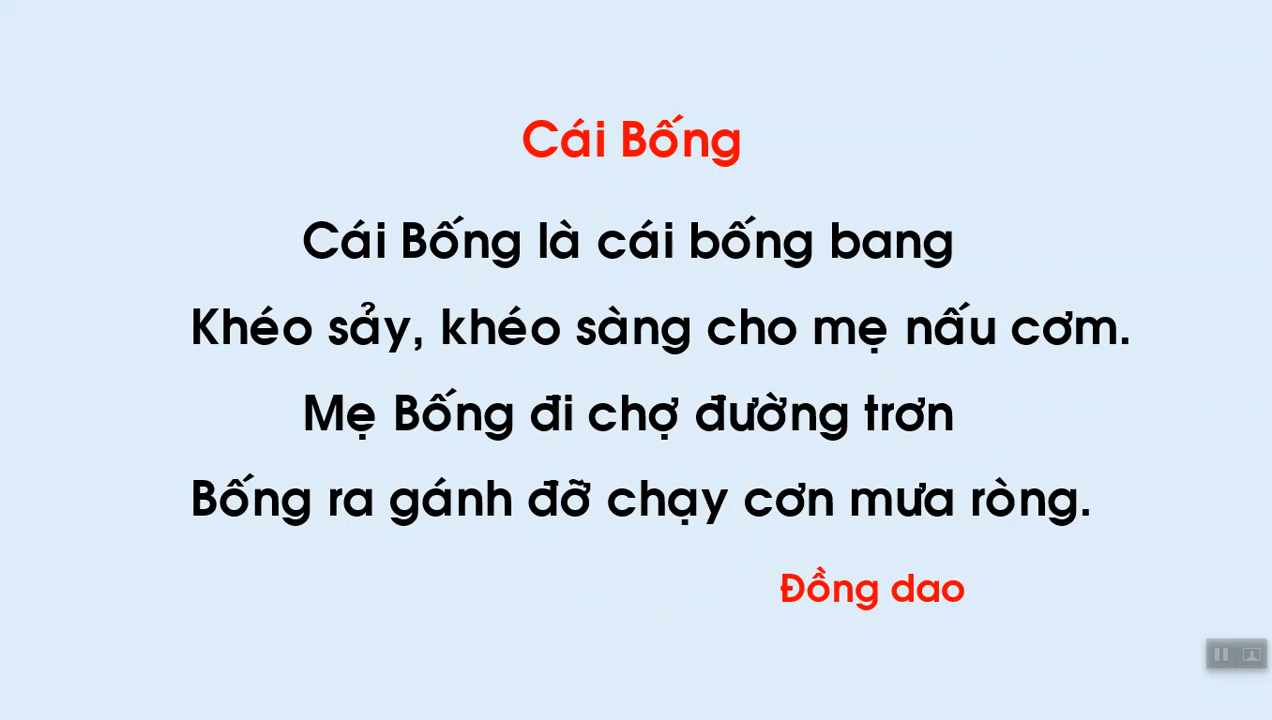 Cái Bống
Cái Bống là cái bống bang
Khéo sảy, khéo sàng cho mẹ nấu cơm.
Mẹ Bống đi chợ đường trơn
Bống ra gánh đỡ chạy cơn mưa ròng.
Đồng dao